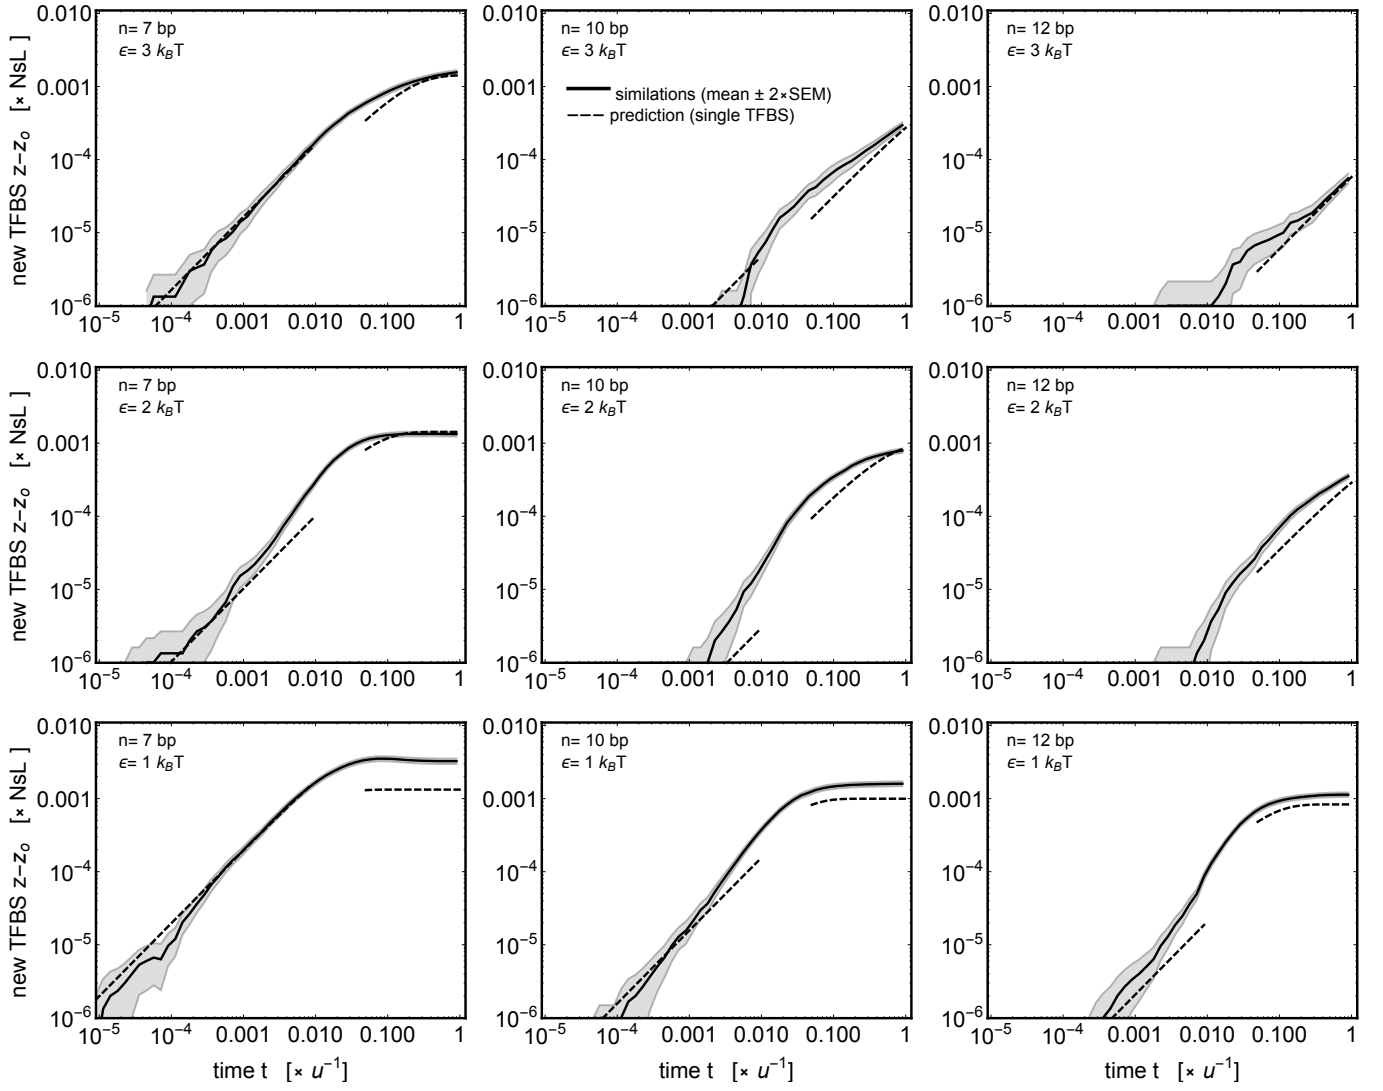 n= 7 bp
ϵ= 3 k_BT
n= 10 bp
ϵ= 3 k_BT
n= 12 bp
ϵ= 3 k_BT
similations (mean ± 2×SEM)
prediction (single TFBS)
new TFBS z−z_o [× NsL]
0.010
0.001
10⁻⁴
10⁻⁵
10⁻⁶
10⁻⁵ 10⁻⁴ 0.001 0.010 0.100 1
0.010
0.001
10⁻⁴
10⁻⁵
10⁻⁶
10⁻⁵ 10⁻⁴ 0.001 0.010 0.100 1
0.010
0.001
10⁻⁴
10⁻⁵
10⁻⁶
10⁻⁵ 10⁻⁴ 0.001 0.010 0.100 1
n= 7 bp
ϵ= 2 k_BT
n= 10 bp
ϵ= 2 k_BT
n= 12 bp
ϵ= 2 k_BT
new TFBS z−z_o [× NsL]
0.010
0.001
10⁻⁴
10⁻⁵
10⁻⁶
10⁻⁵ 10⁻⁴ 0.001 0.010 0.100 1
0.010
0.001
10⁻⁴
10⁻⁵
10⁻⁶
10⁻⁵ 10⁻⁴ 0.001 0.010 0.100 1
0.010
0.001
10⁻⁴
10⁻⁵
10⁻⁶
10⁻⁵ 10⁻⁴ 0.001 0.010 0.100 1
n= 7 bp
ϵ= 1 k_BT
n= 10 bp
ϵ= 1 k_BT
n= 12 bp
ϵ= 1 k_BT
new TFBS z−z_o [× NsL]
0.010
0.001
10⁻⁴
10⁻⁵
10⁻⁶
10⁻⁵ 10⁻⁴ 0.001 0.010 0.100 1
0.010
0.001
10⁻⁴
10⁻⁵
10⁻⁶
10⁻⁵ 10⁻⁴ 0.001 0.010 0.100 1
0.010
0.001
10⁻⁴
10⁻⁵
10⁻⁶
10⁻⁵ 10⁻⁴ 0.001 0.010 0.100 1
time t [× u⁻¹]
time t [× u⁻¹]
time t [× u⁻¹]